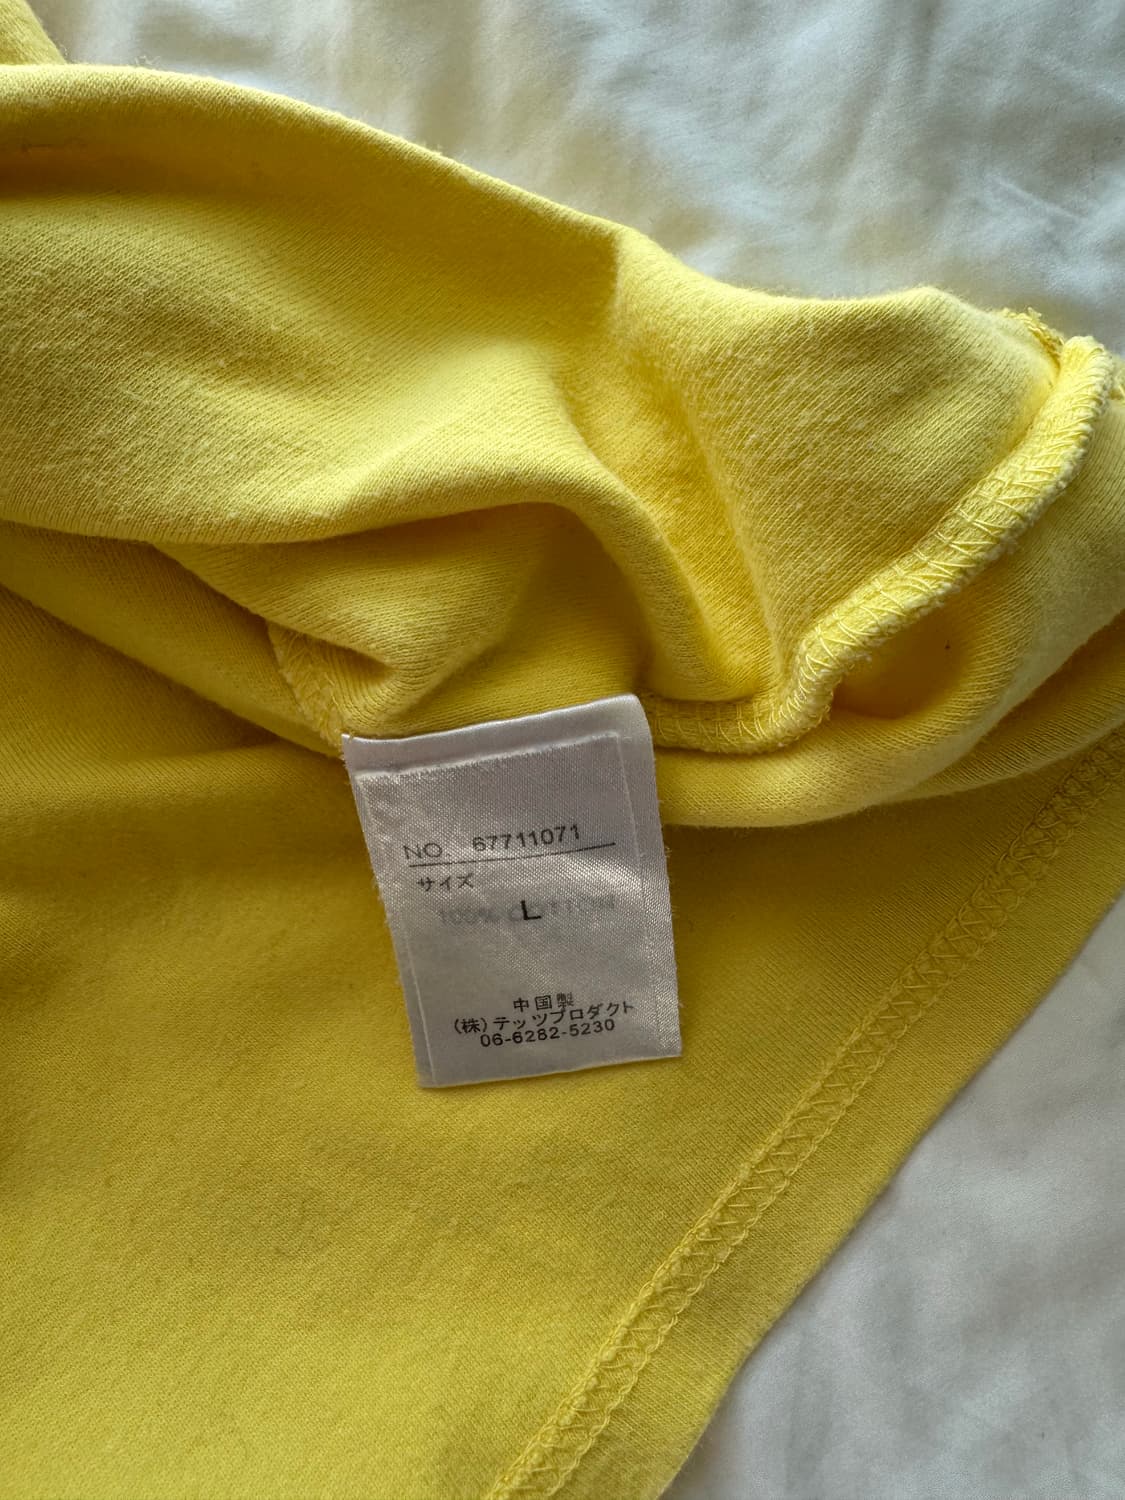 NO 67711071
サイズ
L
100% COTTON
中国製
(株)テッツプロダクト
06-6282-5230